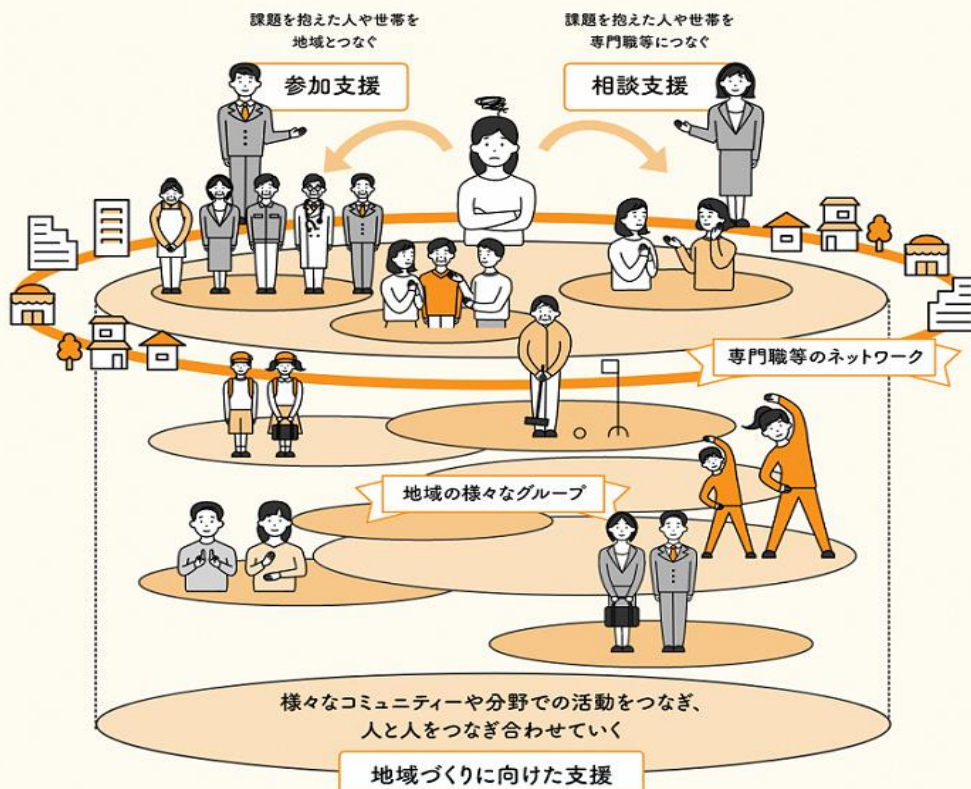 課題を抱えた人や世帯を
地域とつなぐ
参加支援
課題を抱えた人や世帯を
専門職等につなぐ
相談支援
専門職等のネットワーク
地域の様々なグループ
様々なコミュニティーや分野での活動をつなぎ、
人と人をつなぎ合わせていく
地域づくりに向けた支援